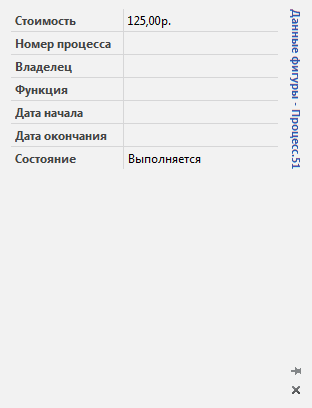 Стоимость 125,00р.
Номер процесса
Владелец
Функция
Дата начала
Дата окончания
Состояние Выполняется
Данные фигуры - Процесс.51